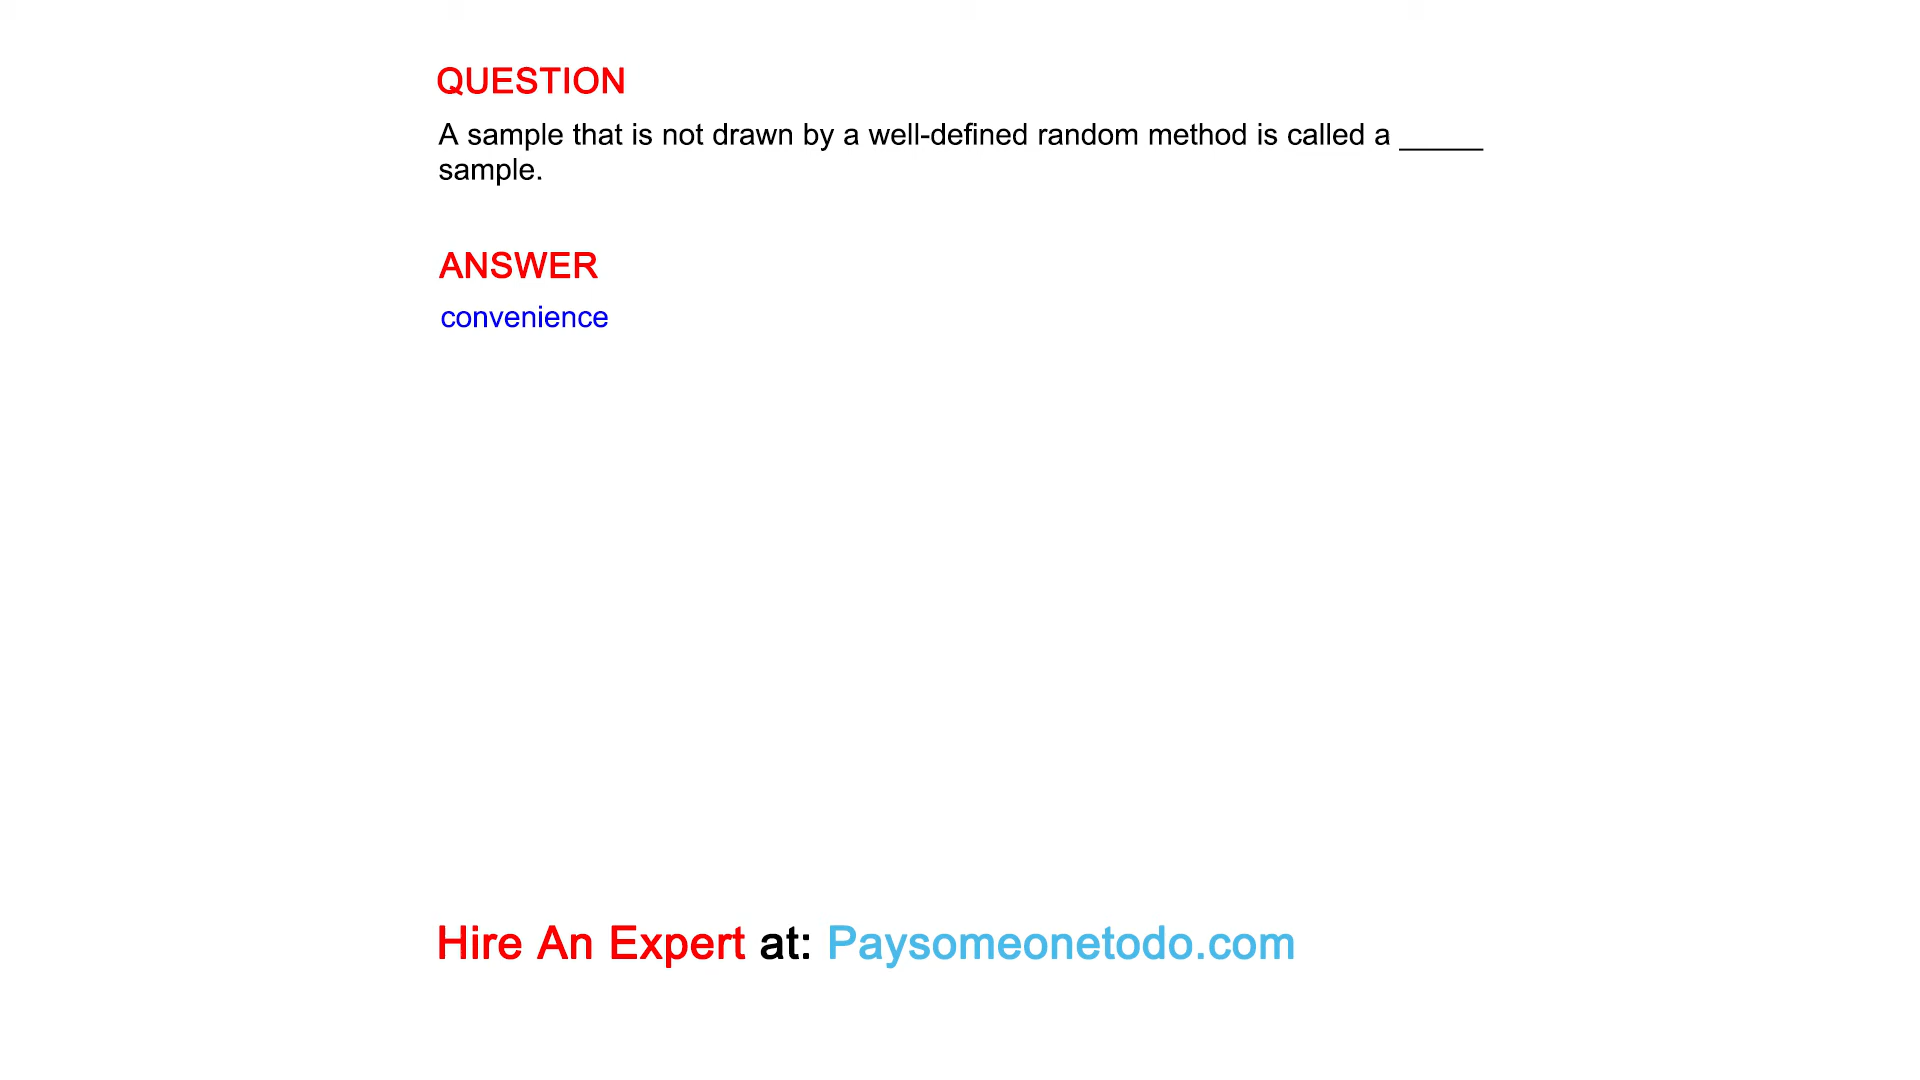 QUESTION
A sample that is not drawn by a well-defined random method is called a _____
sample.
ANSWER
convenience
Hire An Expert at: Paysomeonetodo.com